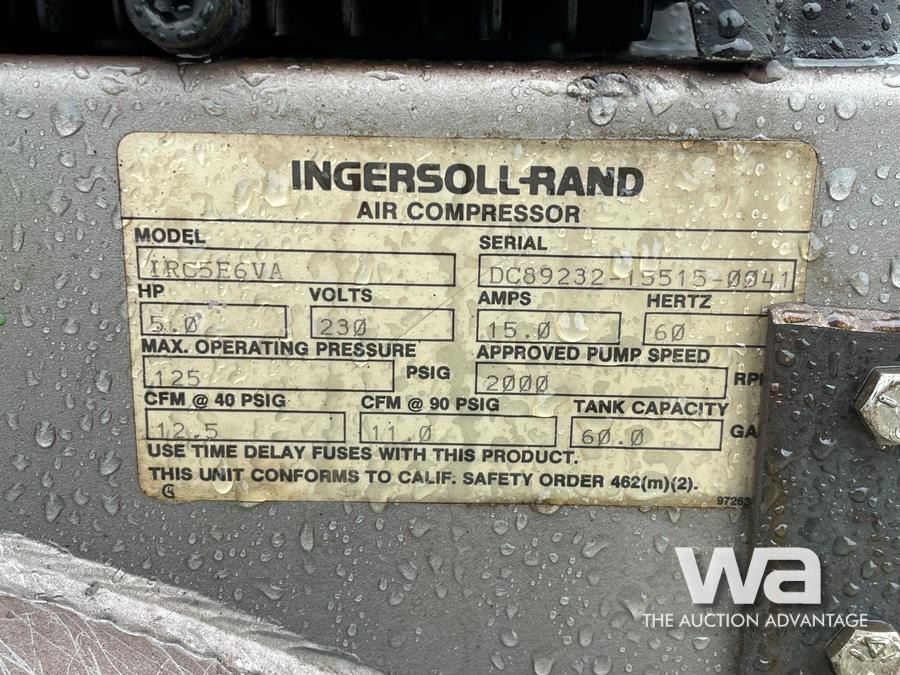 INGERSOLL-RAND
AIR COMPRESSOR
MODEL SERIAL
IRC5E6VA DC89232-15515-0041
HP VOLTS AMPS HERTZ
5.0 230 15.0 60
MAX. OPERATING PRESSURE APPROVED PUMP SPEED
125 PSIG 2000 RP
CFM @ 40 PSIG CFM @ 90 PSIG TANK CAPACITY
12.5 11.0 60.0 GA
USE TIME DELAY FUSES WITH THIS PRODUCT.
THIS UNIT CONFORMS TO CALIF. SAFETY ORDER 462(m)(2).
wa
THE AUCTION ADVANTAGE